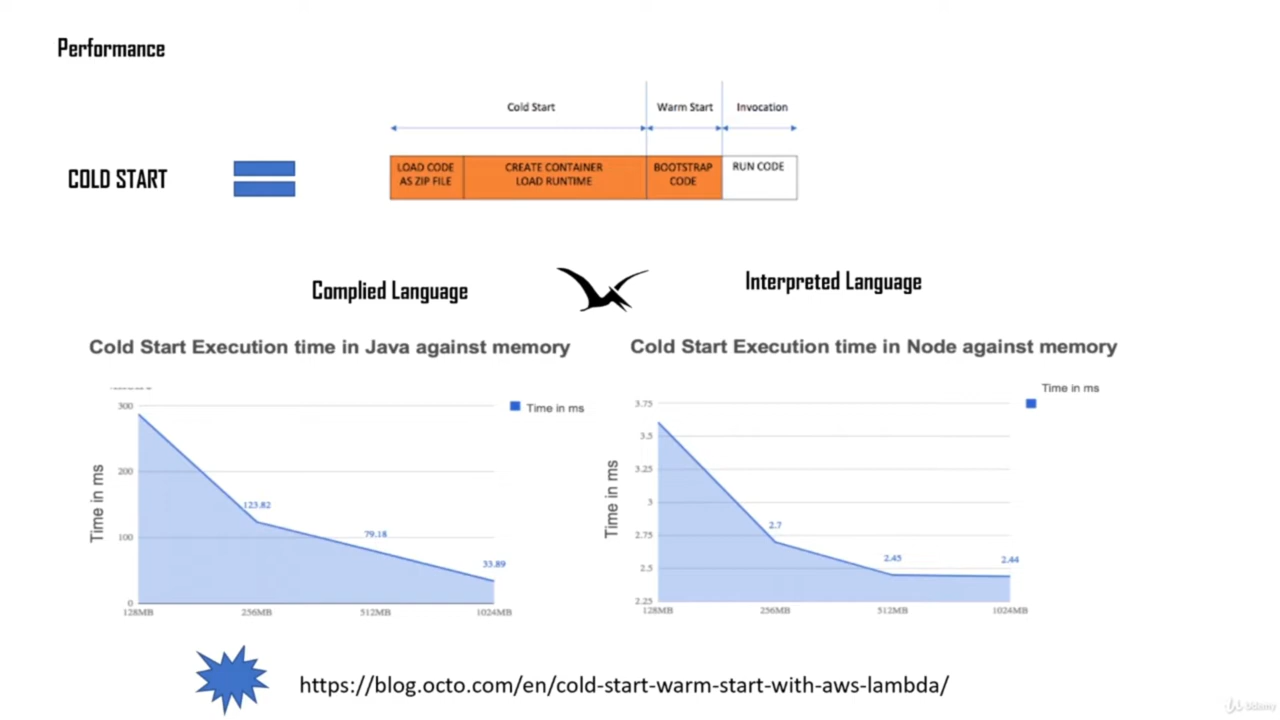 Performance
Cold Start
Warm Start
Invocation
COLD START
LOAD CODE
AS ZIP FILE
CREATE CONTAINER
LOAD RUNTIME
BOOTSTRAP
CODE
RUN CODE
Complied Language
Interpreted Language
Cold Start Execution time in Java against memory
Time in ms
Time in ms
300
200
100
0
123.82
79.18
33.89
128MB
256MB
512MB
1024MB
Cold Start Execution time in Node against memory
Time in ms
Time in ms
3.75
3.5
3.25
3
2.75
2.5
2.25
2.7
2.45
2.44
128MB
256MB
512MB
1024MB
https://blog.octo.com/en/cold-start-warm-start-with-aws-lambda/
Udemy